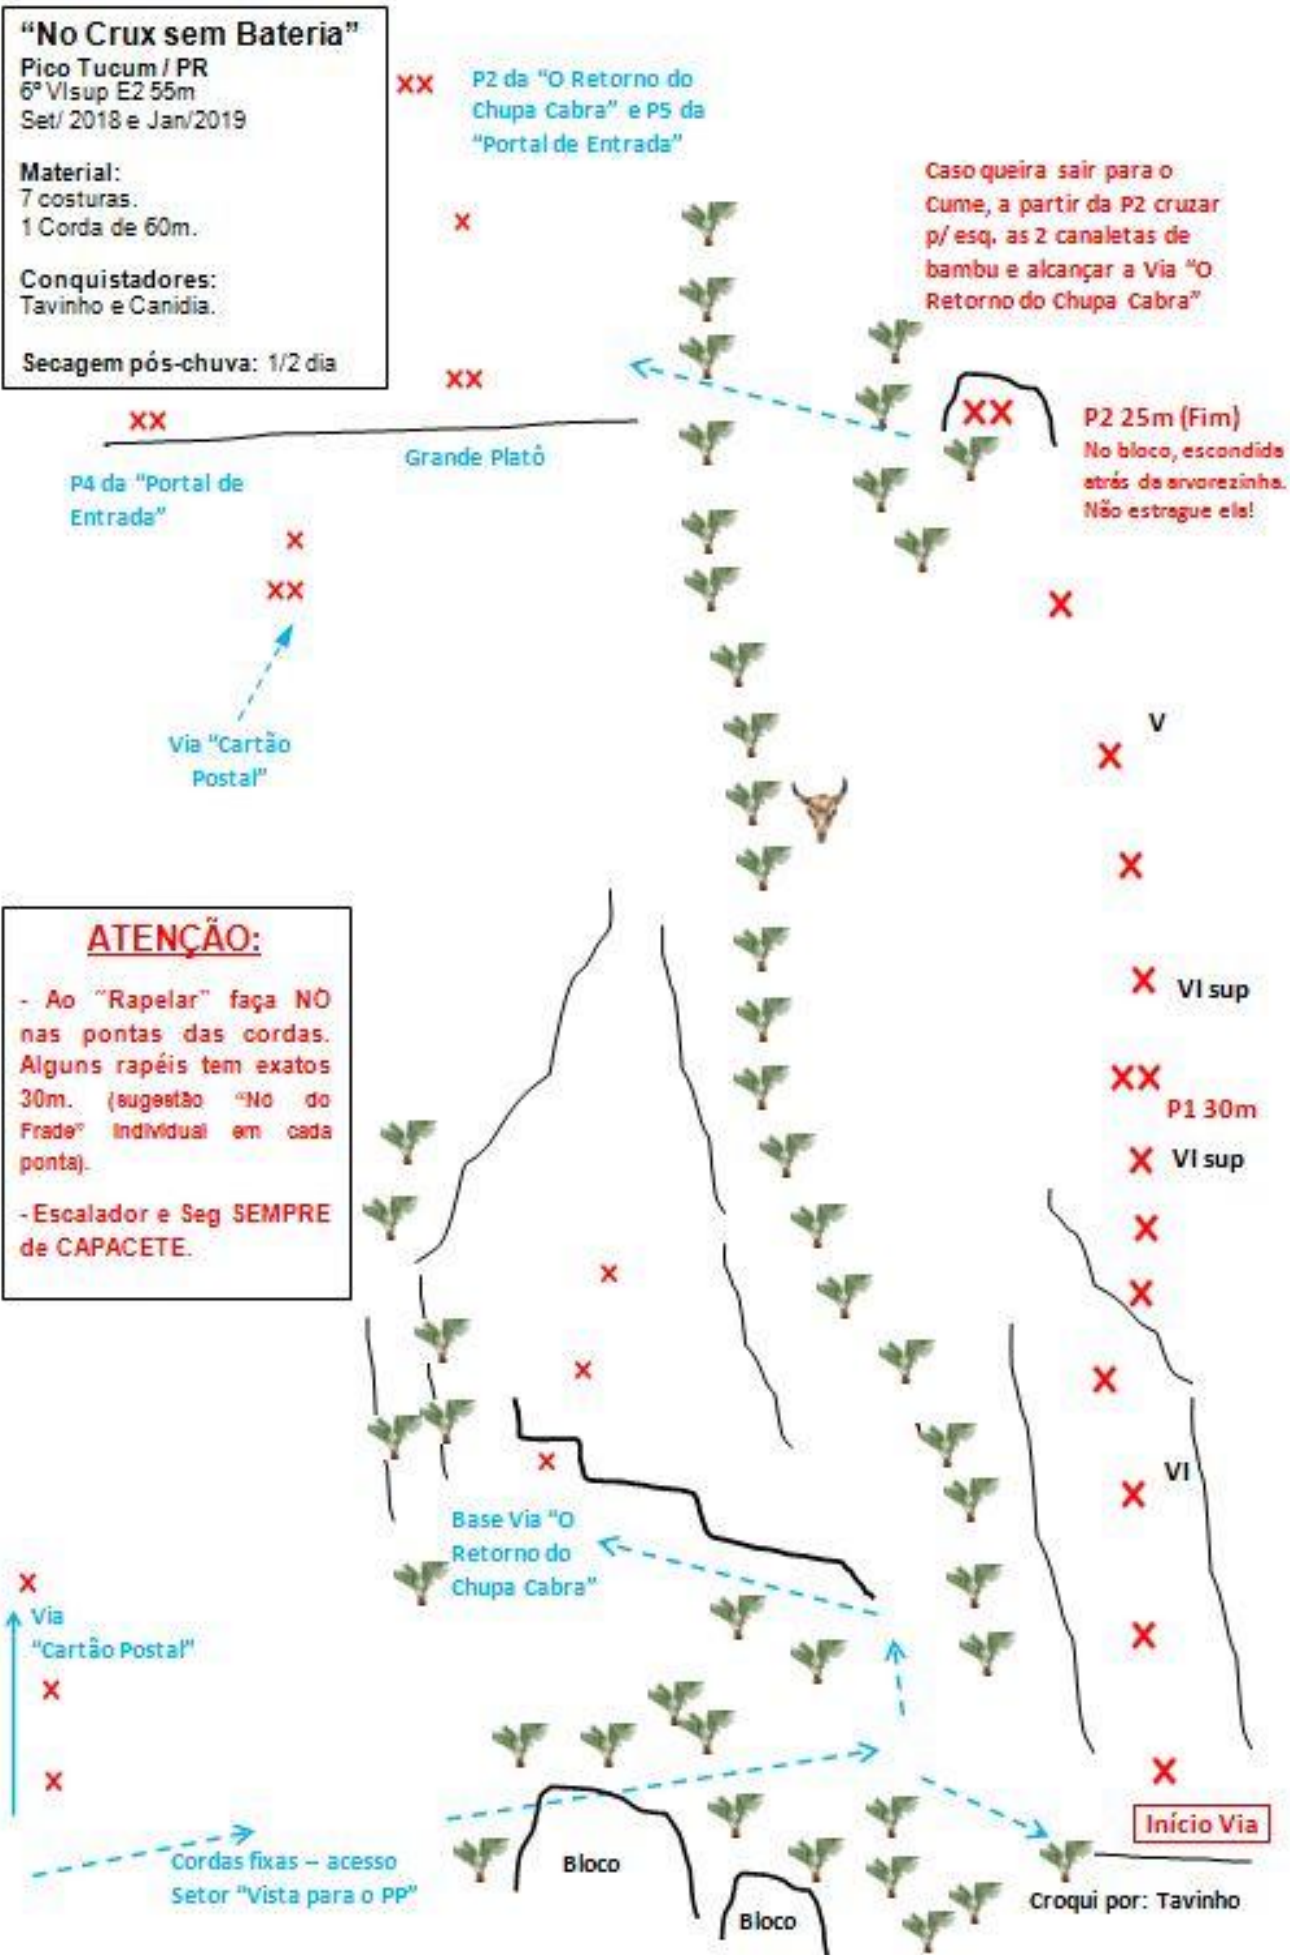 “No Crux sem Bateria”
Pico Tucum / PR
6º VIsup E2 55m
Set/ 2018 e Jan/2019
Material:
7 costuras.
1 Corda de 60m.
Conquistadores:
Tavinho e Canidia.
Secagem pós-chuva: 1/2 dia
XX
P2 da “O Retorno do
Chupa Cabra” e P5 da
“Portal de Entrada”
X
Caso queira sair para o
Cume, a partir da P2 cruzar
p/ esq. as 2 canaletas de
bambu e alcançar a Via “O
Retorno do Chupa Cabra”
XX
XX
XX
P2 25m (Fim)
No bloco, escondida
atrás da arvorezinha.
Não estrague ela!
Grande Platô
P4 da “Portal de
Entrada”
X
XX
X
Via “Cartão
Postal”
V
X
X
X
VI sup
XX
P1 30m
X
VI sup
ATENÇÃO:
- Ao ¨Rapelar¨ faça NÓ
nas pontas das cordas.
Alguns rapéis tem exatos
30m. (sugestão “Nó do
Frade” individual em cada
ponta).
- Escalador e Seg SEMPRE
de CAPACETE.
X
X
X
X
X
X
X
VI
X
Base Via “O
Retorno do
Chupa Cabra”
X
Via
“Cartão Postal”
X
X
X
X
Início Via
Cordas fixas – acesso
Setor “Vista para o PP”
Bloco
Bloco
Croqui por: Tavinho